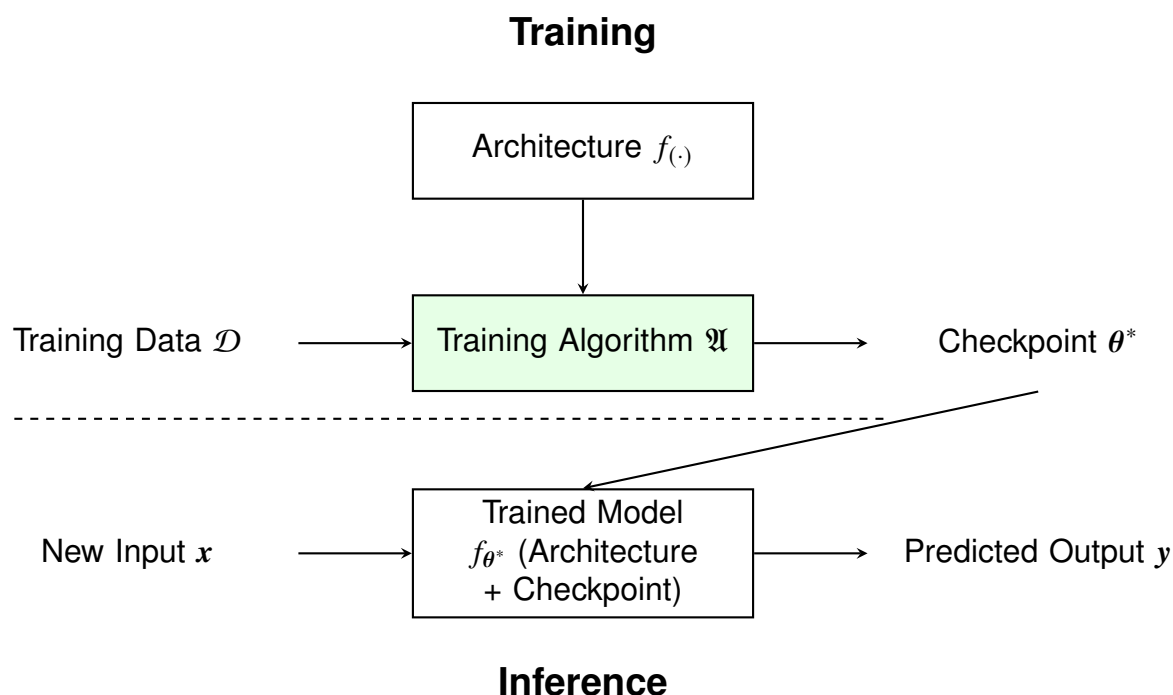 Training
Architecture f(·)
Training Data 𝒟
Training Algorithm 𝔄
Checkpoint θ*
New Input x
Trained Model
fθ* (Architecture
+ Checkpoint)
Predicted Output y
Inference